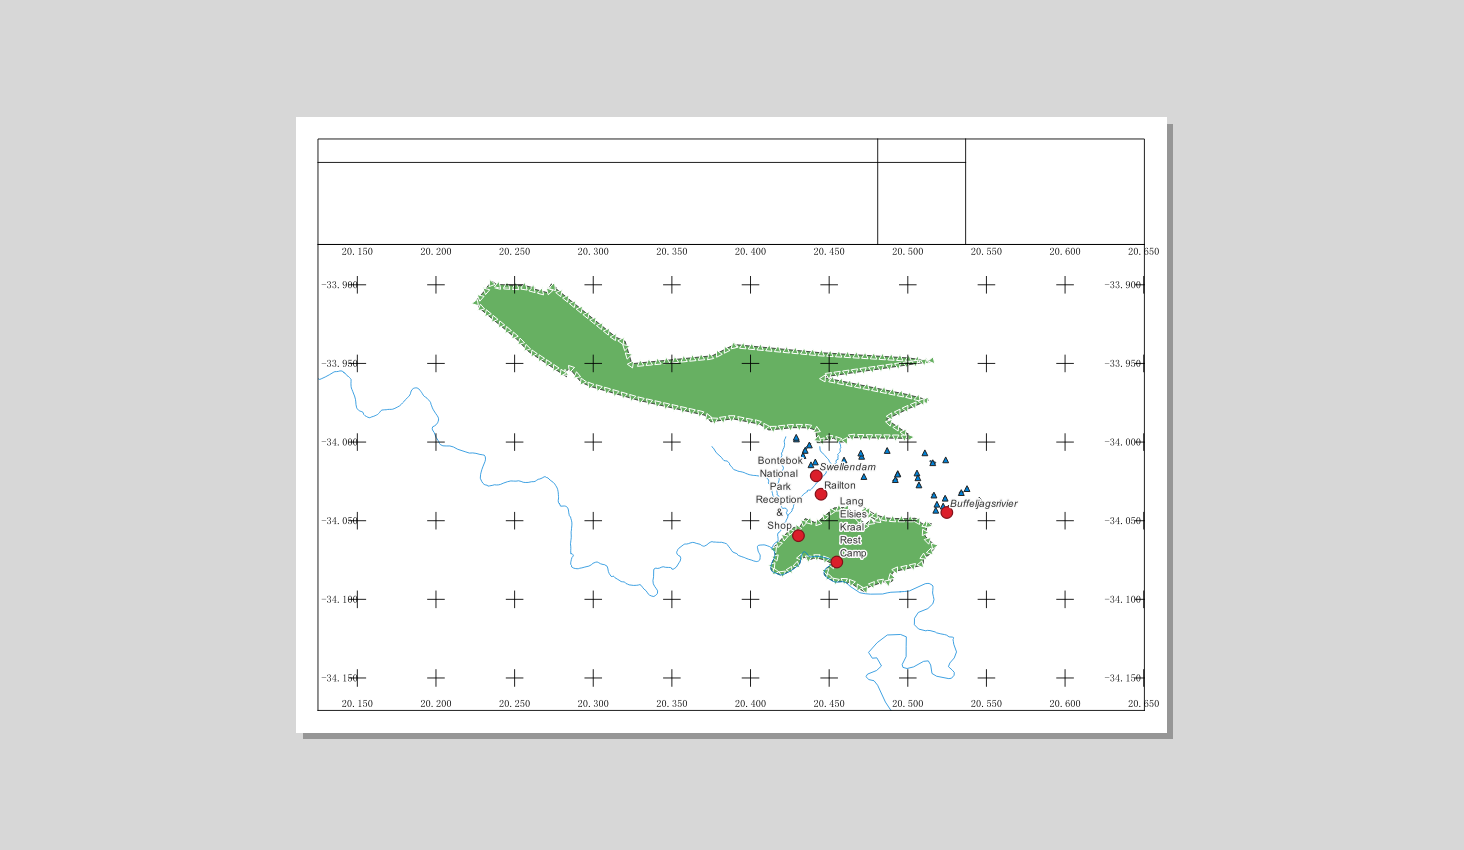 20.150 20.200 20.250 20.300 20.350 20.400 20.450 20.500 20.550 20.600 20.650
-33.900 -33.900
-33.950 -33.950
-34.000 -34.000
Bontebok
National
Park
Reception
&
Shop
Swellendam
Railton
Lang
Elsies
Kraal
Rest
Camp
Buffeljagsrivier
-34.050 -34.050
-34.100 -34.100
-34.150 -34.150
20.150 20.200 20.250 20.300 20.350 20.400 20.450 20.500 20.550 20.600 20.650